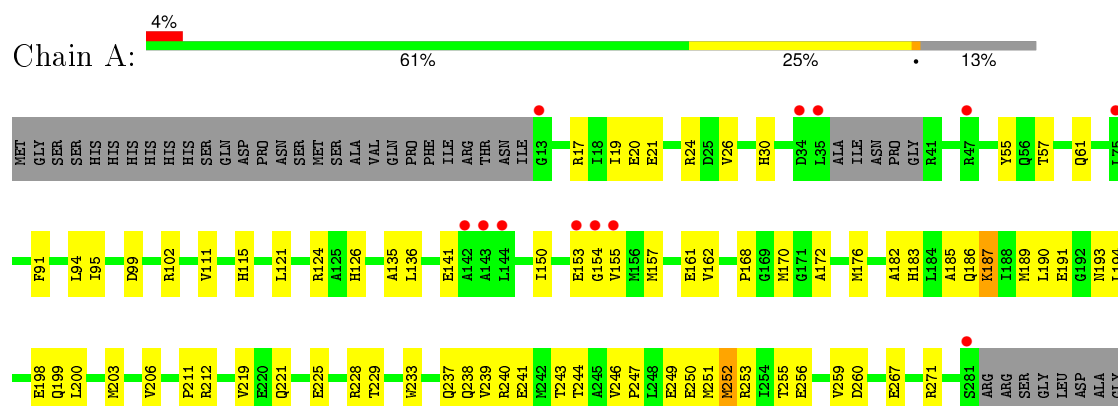 4%
Chain A:
61% 25% • 13%
MET GLY SER SER HIS HIS HIS HIS HIS HIS SER GLN ASP PRO ASN SER MET SER ALA VAL GLN PRO PHE ILE ARG THR ASN ILE G13 R17 I18 I19 E20 E21 R24 D25 V26 H30 D34 L35 ALA ILE ASN PRO GLY R41 R47 Y55 Q56 T57 Q61 L75
F91 L94 I95 D99 R102 V111 H115 L121 R124 A125 H126 A135 L136 E141 A142 A143 L144 I150 E153 G154 V155 M156 M157 E161 V162 P168 G169 M170 G171 A172 M176 A182 H183 L184 A185 Q186 K187 I188 M189 L190 E191 G192 N193 L194
E198 Q199 L200 M203 V206 P211 R212 V219 E220 Q221 E225 R228 T229 W233 Q237 Q238 V239 R240 E241 M242 T243 T244 A245 V246 P247 L248 E249 E250 M251 M252 R253 I254 T255 E256 V259 D260 E267 R271 S281 ARG ARG SER GLY LEU ASP ALA GLY